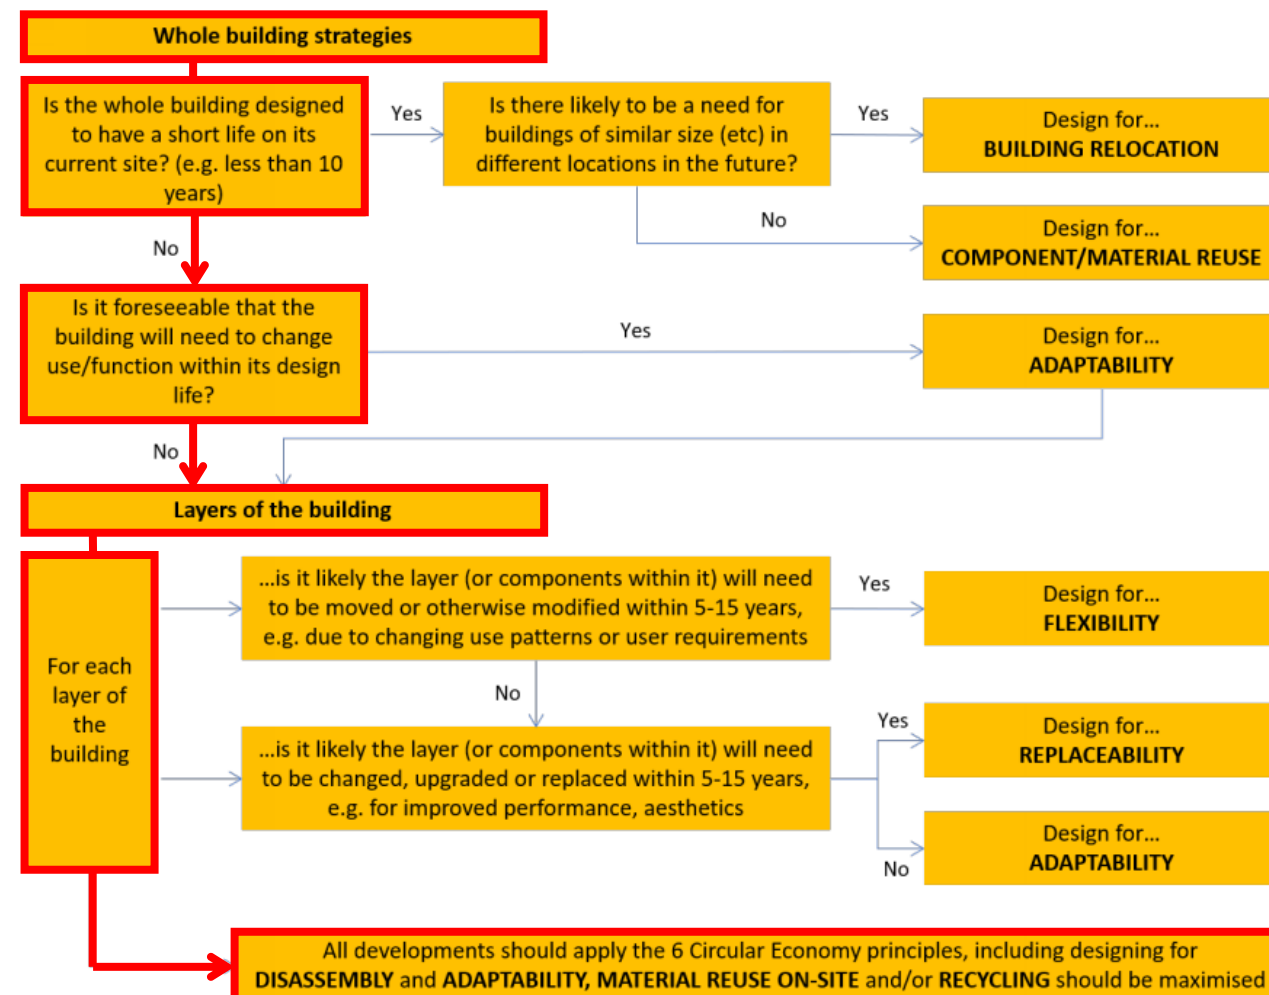 Whole building strategies
Is the whole building designed
to have a short life on its
current site? (e.g. less than 10
years)
Yes
Is there likely to be a need for
buildings of similar size (etc) in
different locations in the future?
Yes
Design for...
BUILDING RELOCATION
No
Design for...
COMPONENT/MATERIAL REUSE
No
Is it foreseeable that the
building will need to change
use/function within its design
life?
Yes
Design for...
ADAPTABILITY
No
Layers of the building
For each
layer of
the
building
...is it likely the layer (or components within it) will need
to be moved or otherwise modified within 5-15 years,
e.g. due to changing use patterns or user requirements
Yes
Design for...
FLEXIBILITY
No
...is it likely the layer (or components within it) will need
to be changed, upgraded or replaced within 5-15 years,
e.g. for improved performance, aesthetics
Yes
Design for...
REPLACEABILITY
No
Design for...
ADAPTABILITY
All developments should apply the 6 Circular Economy principles, including designing for
DISASSEMBLY and ADAPTABILITY, MATERIAL REUSE ON-SITE and/or RECYCLING should be maximised